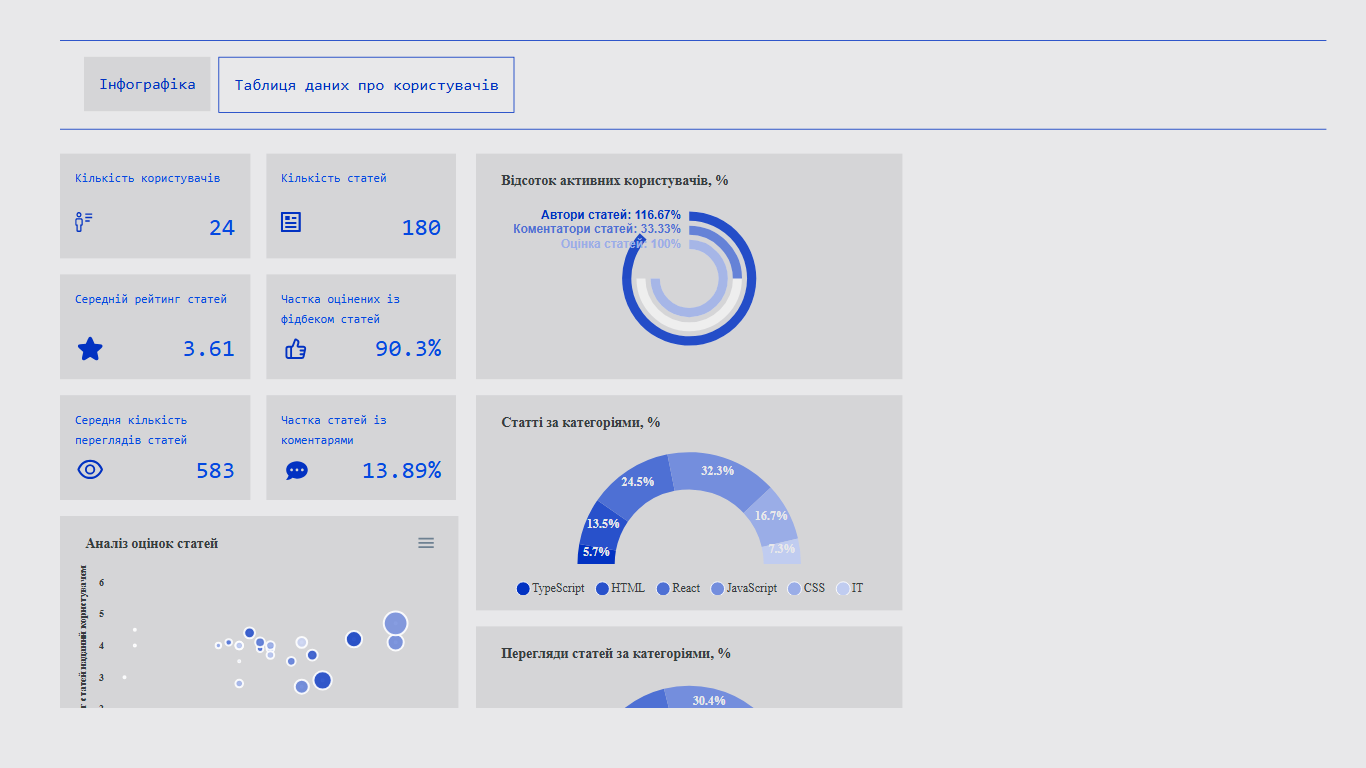 Інфографіка
Таблиця даних про користувачів
Кількість користувачів
24
Кількість статей
180
Середній рейтинг статей
3.61
Частка оцінених із
фідбеком статей
90.3%
Середня кількість
переглядів статей
583
Частка статей із
коментарями
13.89%
Аналіз оцінок статей
г статей наданий користувачем
6
5
4
3
Відсоток активних користувачів, %
Автори статей: 116.67%
Коментатори статей: 33.33%
Оцінка статей: 100%
Статті за категоріями, %
5.7%
13.5%
24.5%
32.3%
16.7%
7.3%
TypeScript HTML React JavaScript CSS IT
Перегляди статей за категоріями, %
30.4%